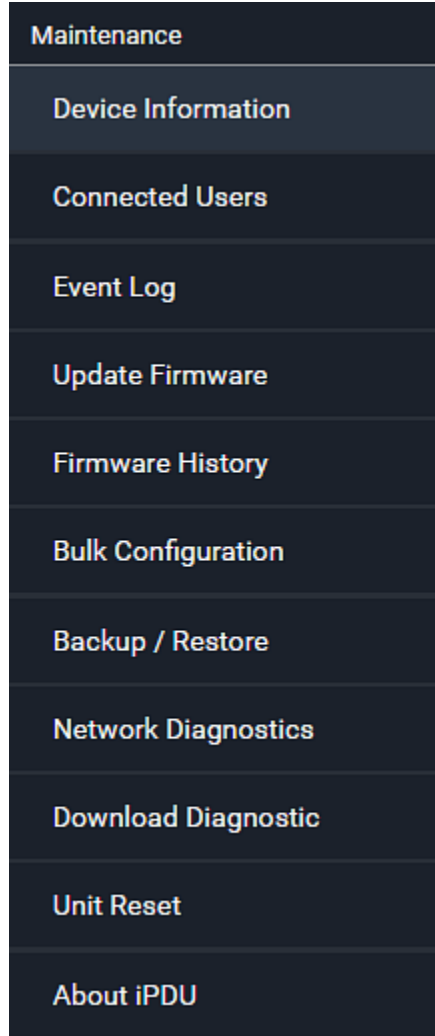 Maintenance
Device Information
Connected Users
Event Log
Update Firmware
Firmware History
Bulk Configuration
Backup / Restore
Network Diagnostics
Download Diagnostic
Unit Reset
About iPDU